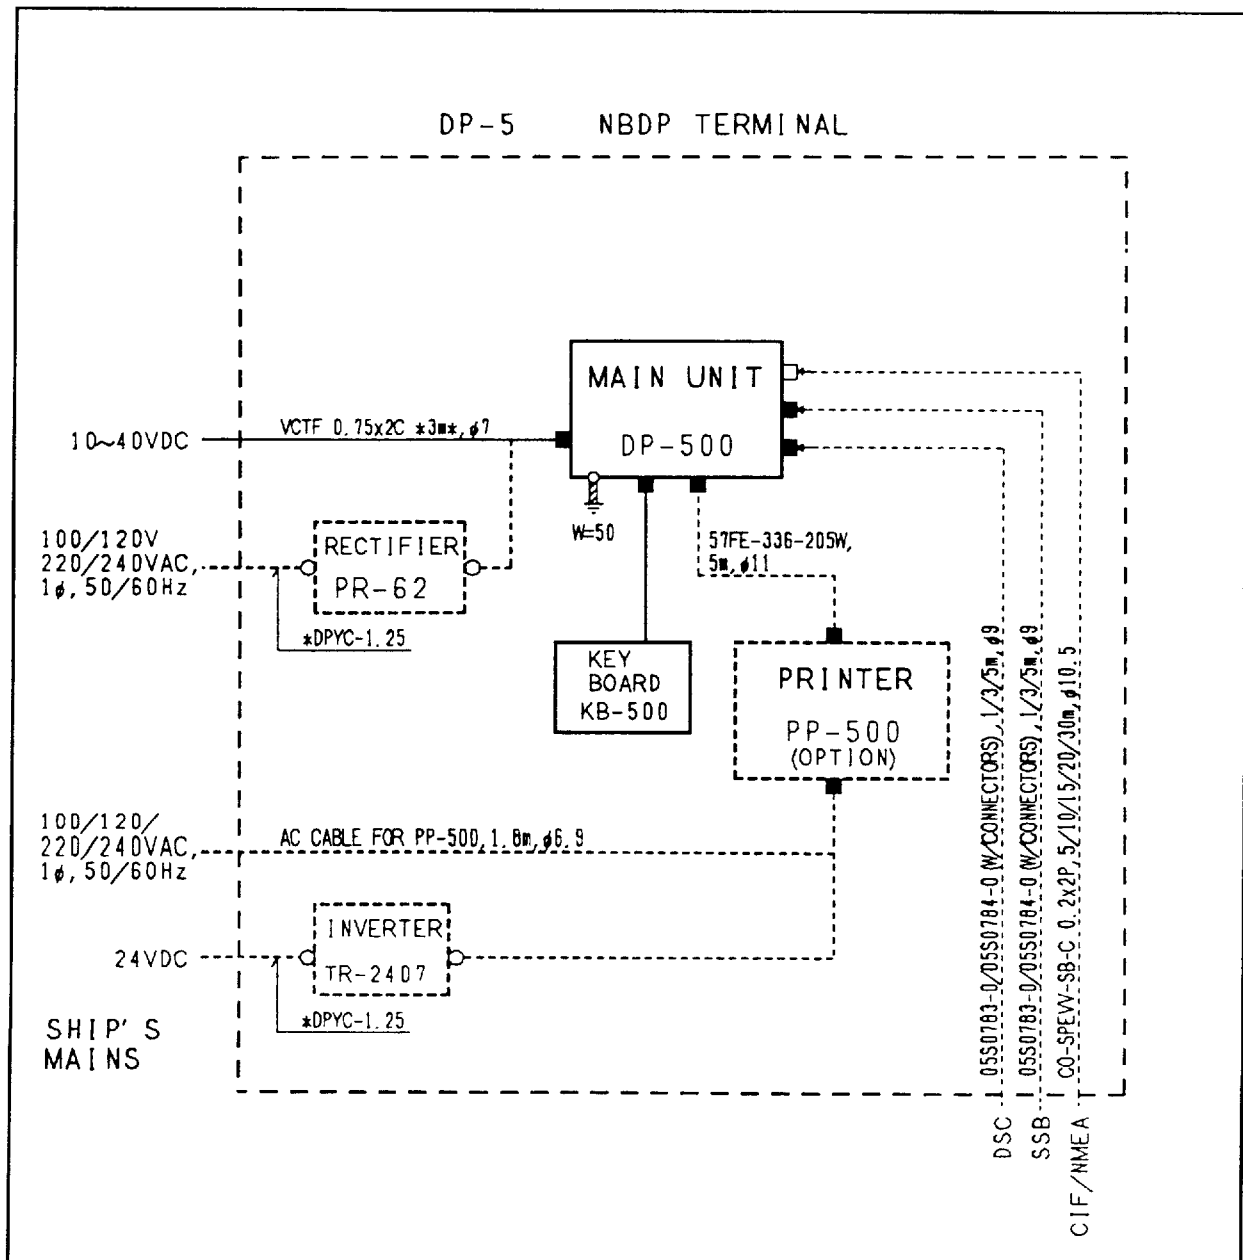 DP-5 NBDP TERMINAL
MAIN UNIT
DP-500
10~40VDC
VCTF 0.75x2C *3m*, φ7
W=50
100/120V
220/240VAC,
1φ, 50/60Hz
RECTIFIER
PR-62
*DPYC-1.25
57FE-336-205W,
5m, φ11
KEY
BOARD
KB-500
PRINTER
PP-500
(OPTION)
100/120/
220/240VAC,
1φ, 50/60Hz
AC CABLE FOR PP-500, 1.8m, φ6.9
INVERTER
TR-2407
24VDC
*DPYC-1.25
SHIP'S
MAINS
05S0783-0/05S0784-0 (W/CONNECTORS), 1/3/5m, φ9
05S0783-0/05S0784-0 (W/CONNECTORS), 1/3/5m, φ9
CO-SPEVV-SB-C 0.2x2P, 5/10/15/20/30m, φ10.5
DSC
SSB
CIF/NMEA